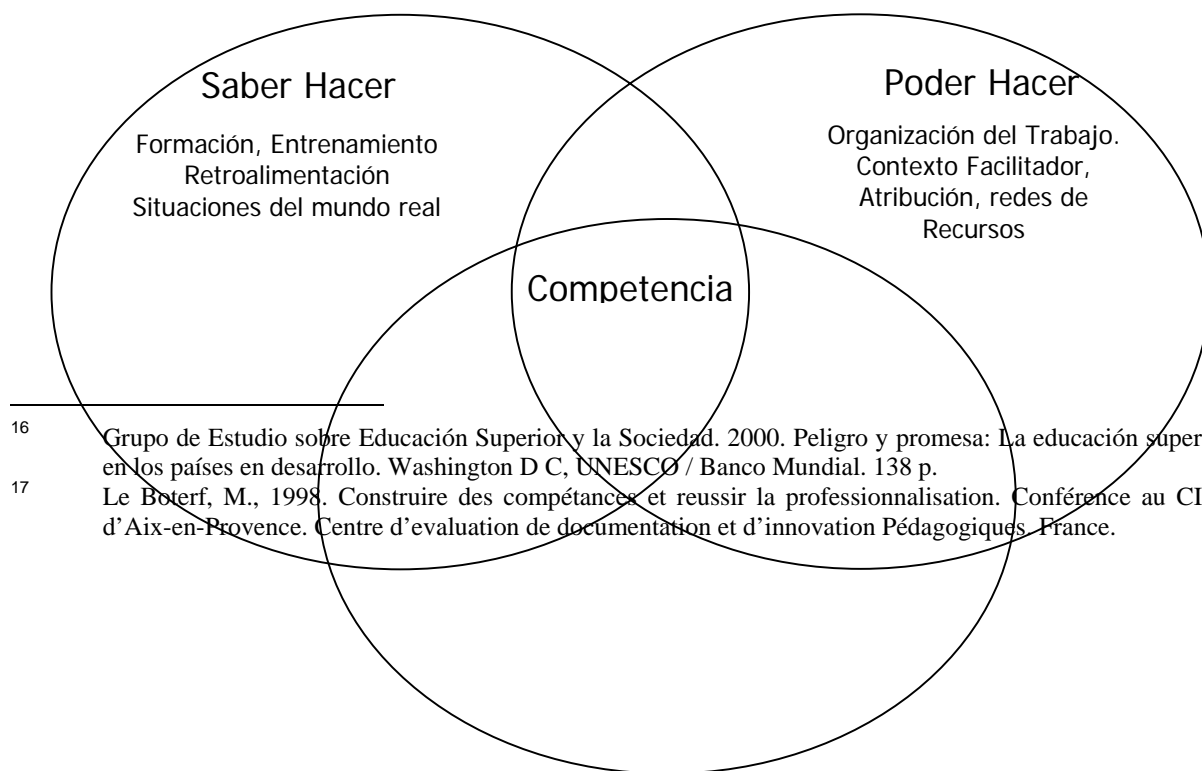 Saber Hacer
Formación, Entrenamiento
Retroalimentación
Situaciones del mundo real
Poder Hacer
Organización del Trabajo.
Contexto Facilitador,
Atribución, redes de
Recursos
Competencia
16 Grupo de Estudio sobre Educación Superior y la Sociedad. 2000. Peligro y promesa: La educación super
en los países en desarrollo. Washington D C, UNESCO / Banco Mundial. 138 p.
17 Le Boterf, M., 1998. Construire des compétances et reussir la professionnalisation. Conférence au CI
d'Aix-en-Provence. Centre d'evaluation de documentation et d'innovation Pédagogiques. France.